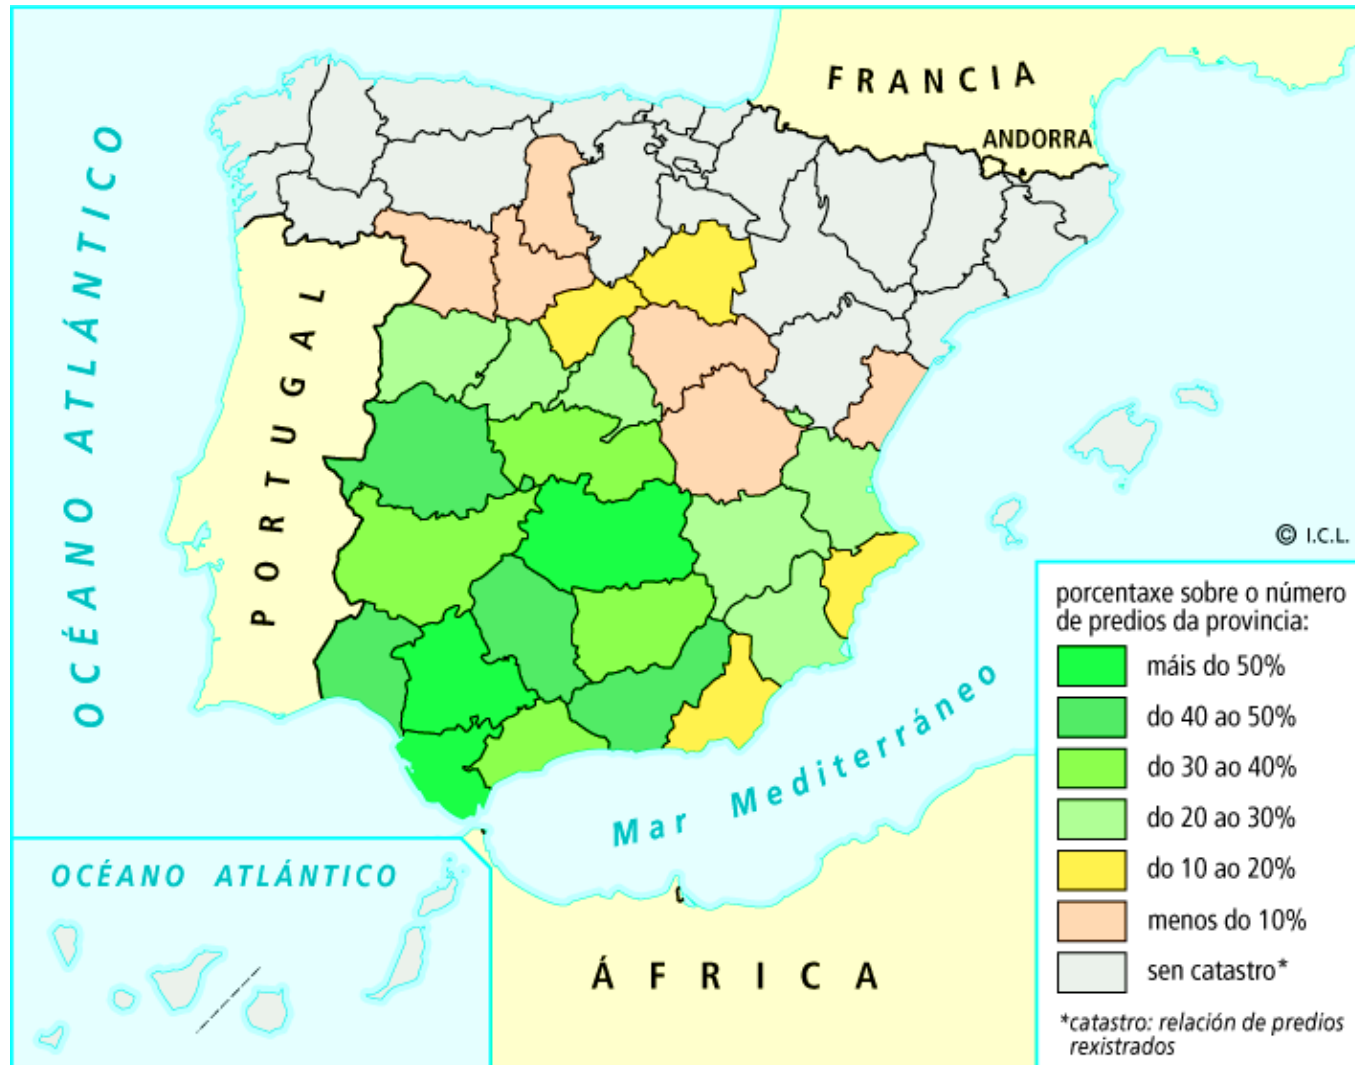 FRANCIA
ANDORRA
OCÉANO ATLÁNTICO
PORTUGAL
© I.C.L.
Mar Mediterráneo
ÁFRICA
OCÉANO ATLÁNTICO
porcentaxe sobre o número
de predios da provincia:
máis do 50%
do 40 ao 50%
do 30 ao 40%
do 20 ao 30%
do 10 ao 20%
menos do 10%
sen catastro*
*catastro: relación de predios
rexistrados